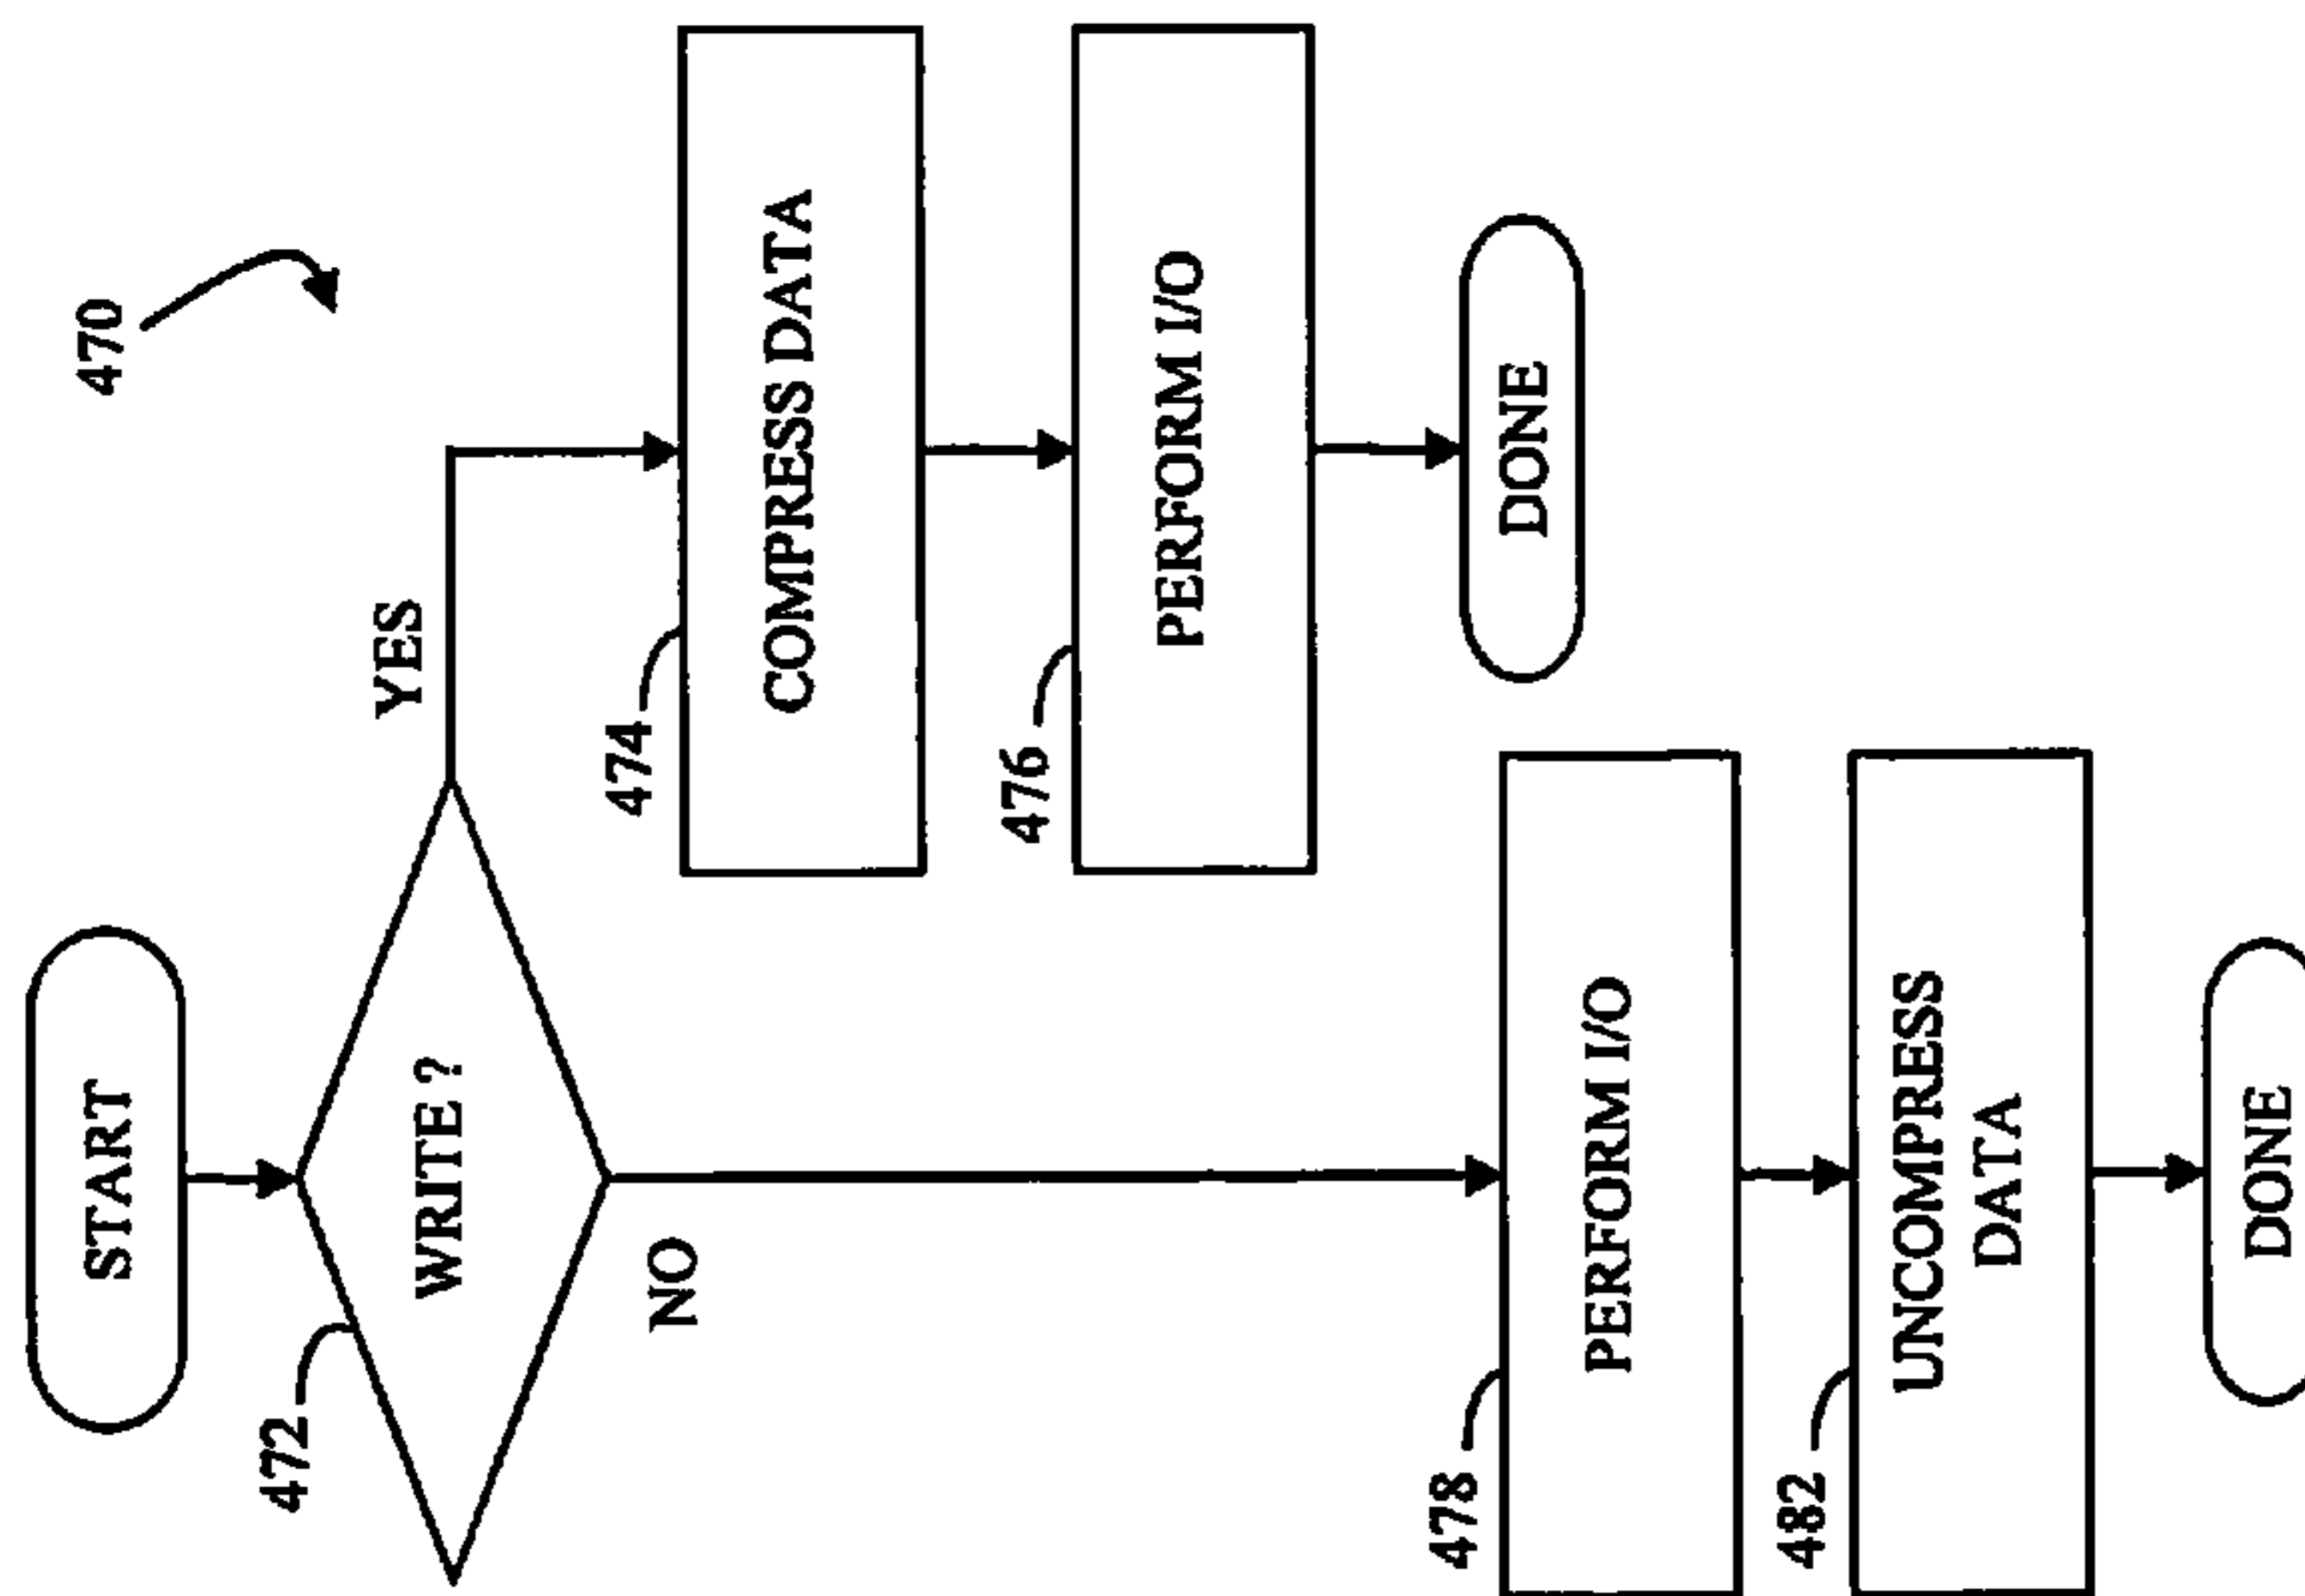 470
START
472
WRITE ?
YES
NO
474
COMPRESS DATA
476
PERFORM I/O
DONE
478
PERFORM I/O
482
UNCOMPRESS
DATA
DONE